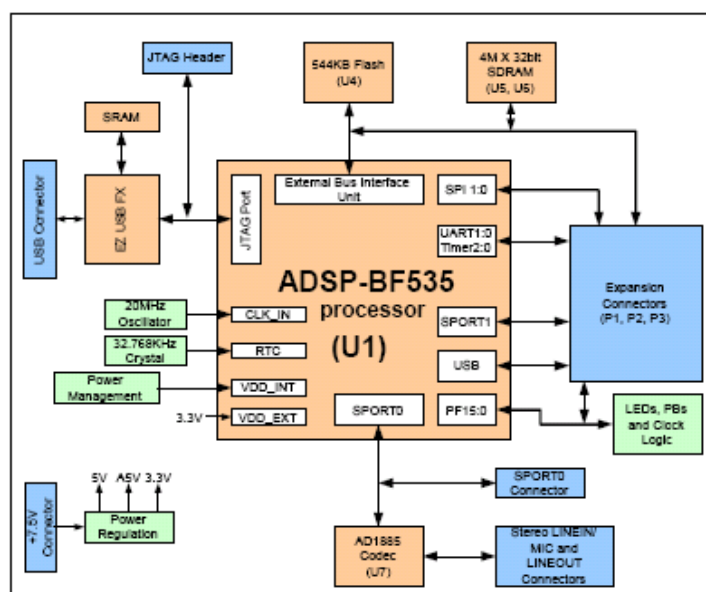 JTAG Header
544KB Flash
(U4)
4M X 32bit
SDRAM
(U5, U6)
SRAM
USB Connector
EZ USB FX
JTAG Port
External Bus Interface
Unit
SPI 1:0
UART1:0
Timer2:0
ADSP-BF535
processor
(U1)
Expansion
Connectors
(P1, P2, P3)
20MHz
Oscillator
CLK_IN
SPORT1
32.768KHz
Crystal
RTC
USB
Power
Management
VDD_INT
3.3V
VDD_EXT
SPORT0
PF15:0
LEDs, PBs
and Clock
Logic
5V
A5V
3.3V
+7.5V
Connector
Power
Regulation
SPORT0
Connector
AD1885
Codec
(U7)
Stereo LINEIN/
MIC and
LINEOUT
Connectors